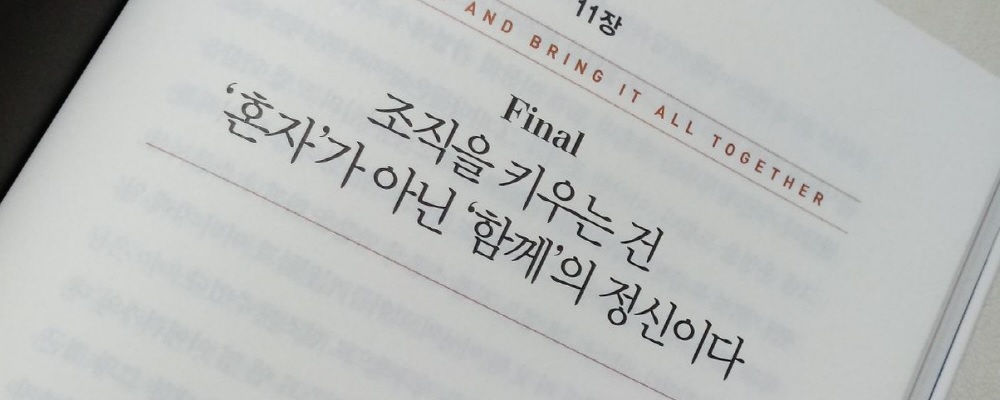 11장
AND BRING IT ALL TOGETHER
Final
조직을 키우는 건
‘혼자’가 아닌 ‘함께’의 정신이다